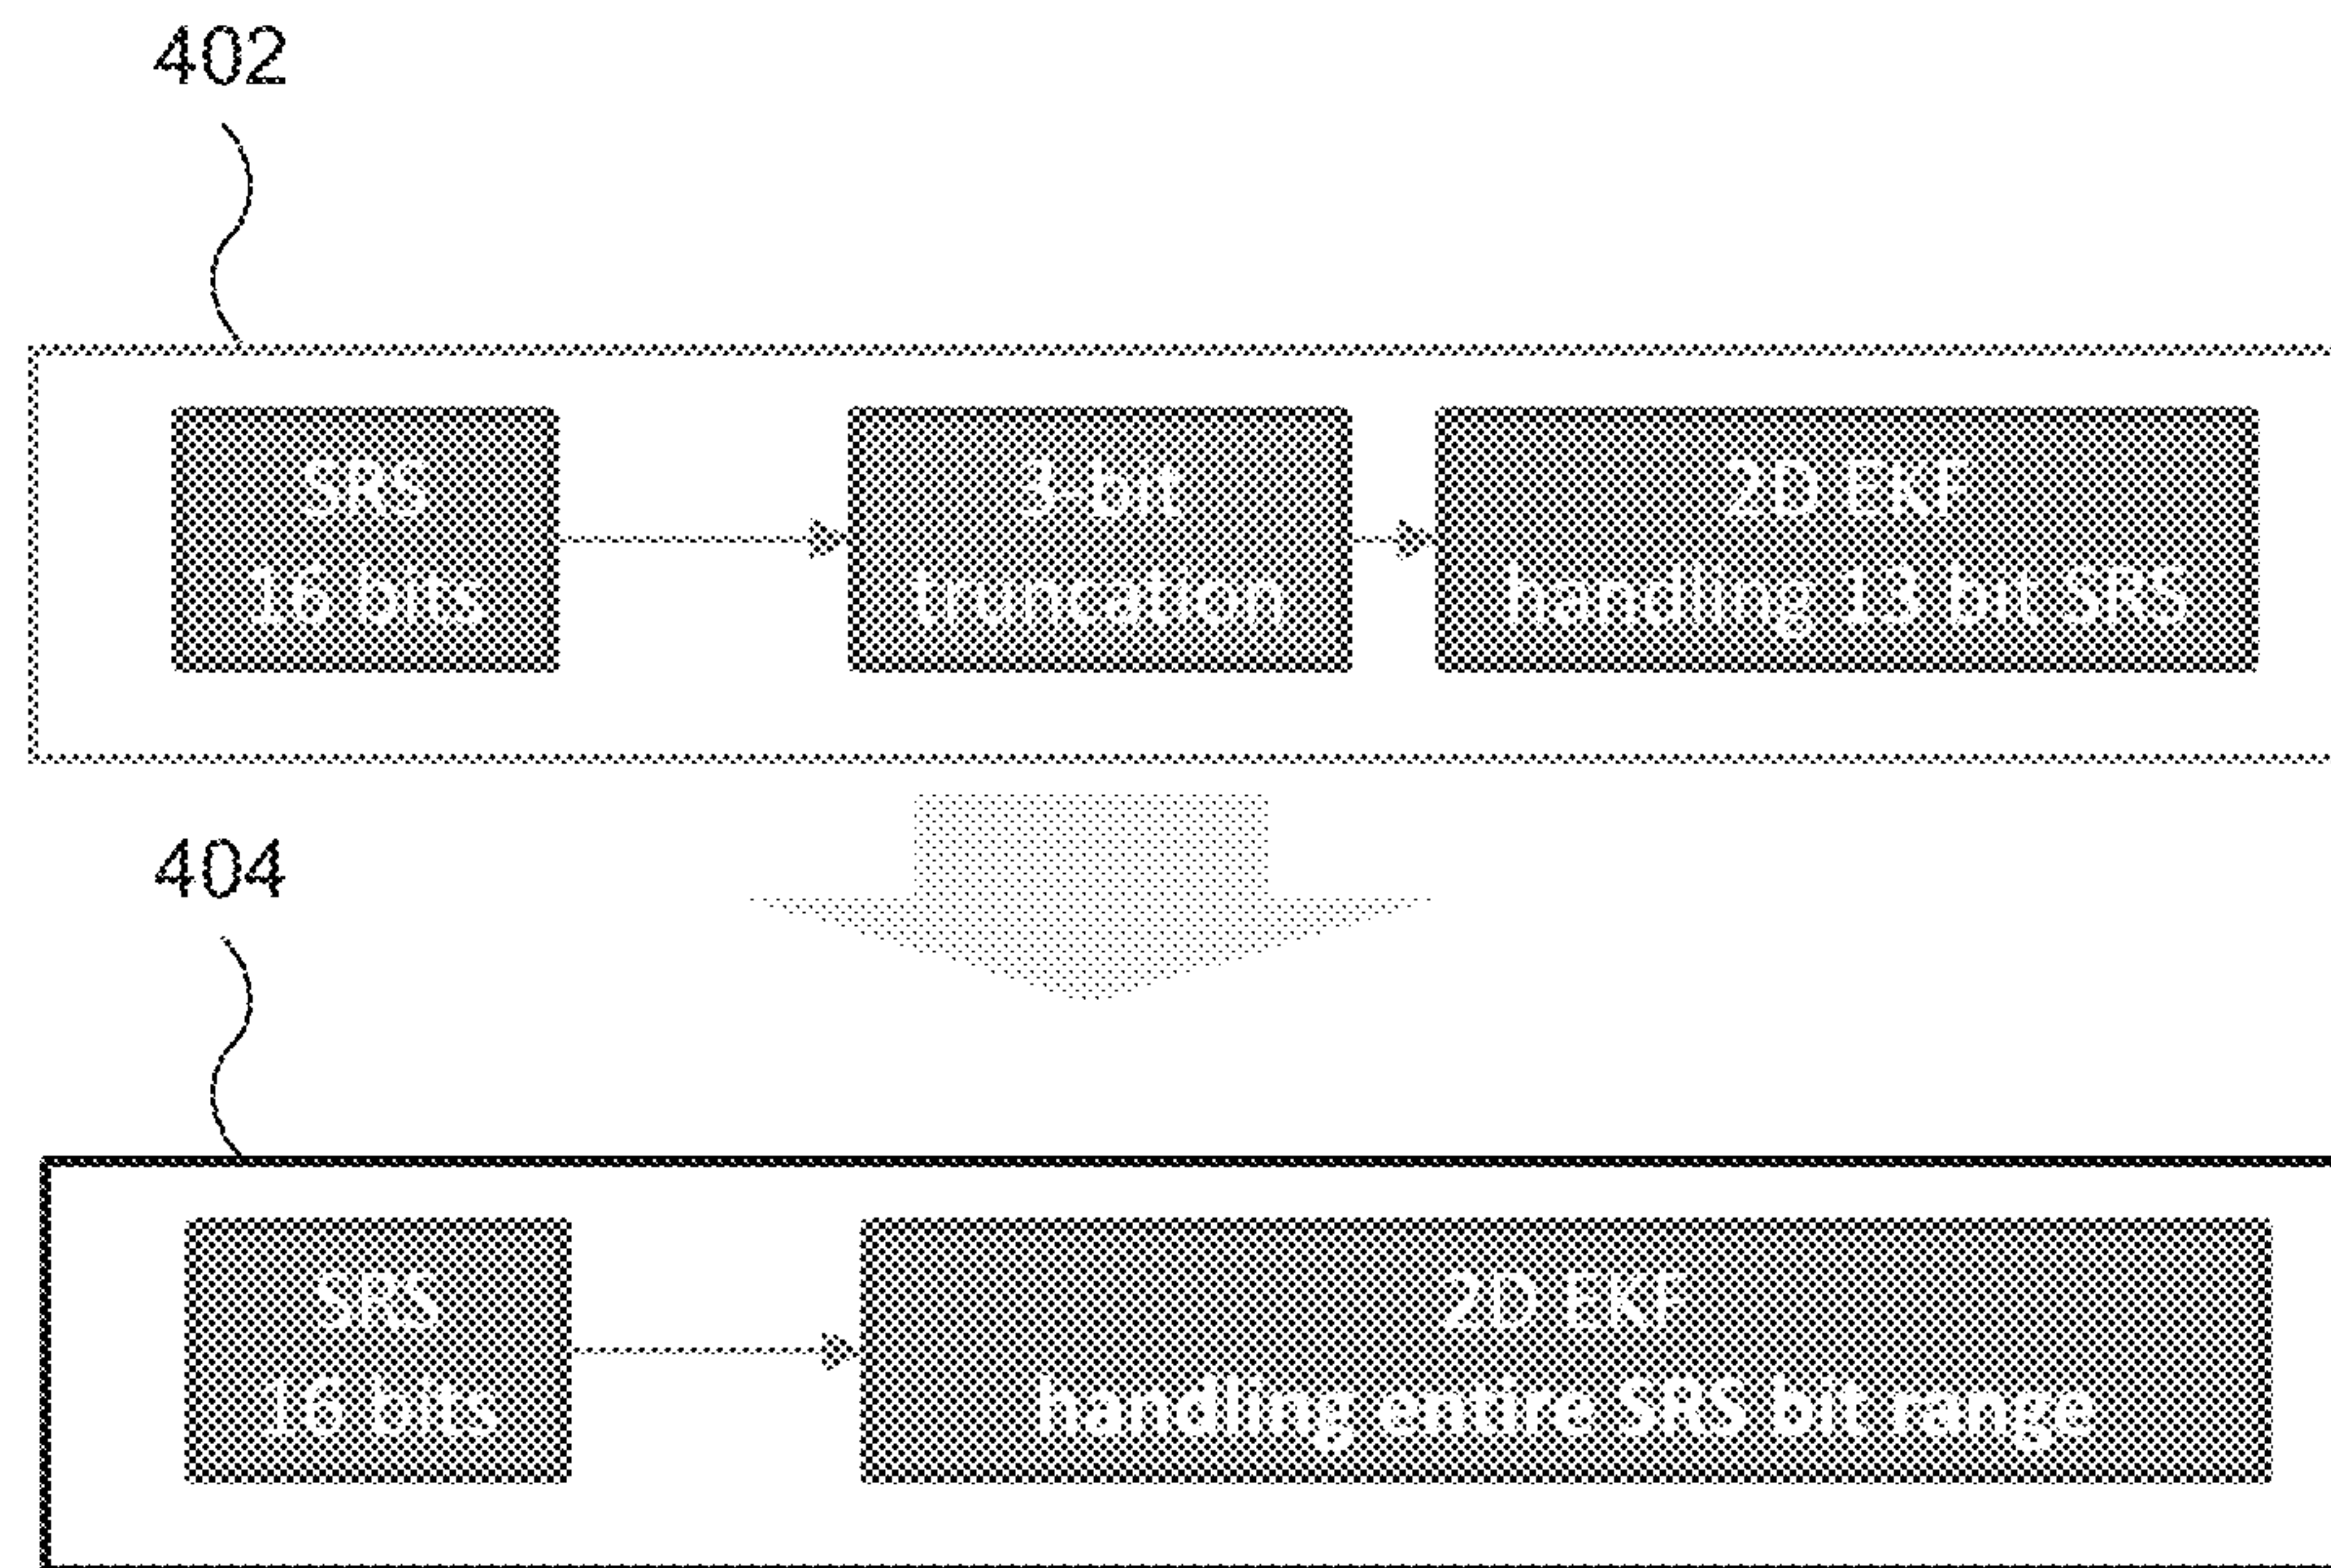 402
SRS
16 bits
3-bit
truncation
2D EKF
handling 13 bit SRS
404
SRS
16 bits
2D EKF
handling entire SRS bit range